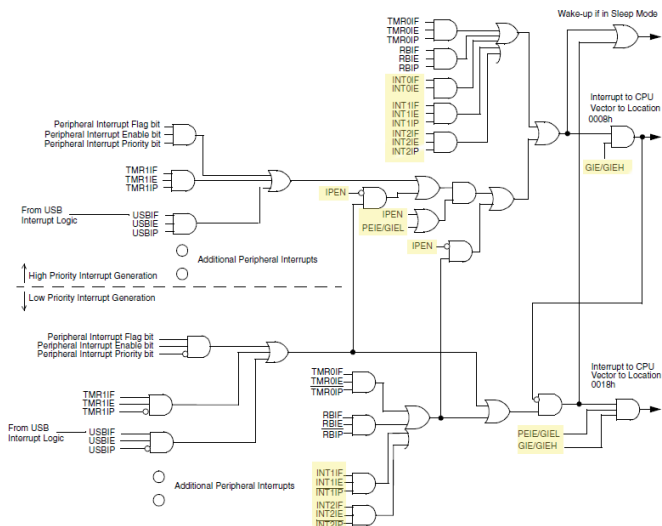 Wake-up if in Sleep Mode
TMR0IF
TMR0IE
TMR0IP
RBIF
RBIE
RBIP
INT0IF
INT0IE
INT1IF
INT1IE
INT1IP
INT2IF
INT2IE
INT2IP
Interrupt to CPU
Vector to Location
0008h
GIE/GIEH
Peripheral Interrupt Flag bit
Peripheral Interrupt Enable bit
Peripheral Interrupt Priority bit
TMR1IF
TMR1IE
TMR1IP
From USB
Interrupt Logic
USBIF
USBIE
USBIP
IPEN
IPEN
PEIE/GIEL
IPEN
Additional Peripheral Interrupts
High Priority Interrupt Generation
Low Priority Interrupt Generation
Peripheral Interrupt Flag bit
Peripheral Interrupt Enable bit
Peripheral Interrupt Priority bit
TMR1IF
TMR1IE
TMR1IP
From USB
Interrupt Logic
USBIF
USBIE
USBIP
Additional Peripheral Interrupts
TMR0IF
TMR0IE
TMR0IP
RBIF
RBIE
RBIP
INT1IF
INT1IE
INT1IP
INT2IF
INT2IE
INT2IP
Interrupt to CPU
Vector to Location
0018h
PEIE/GIEL
GIE/GIEH